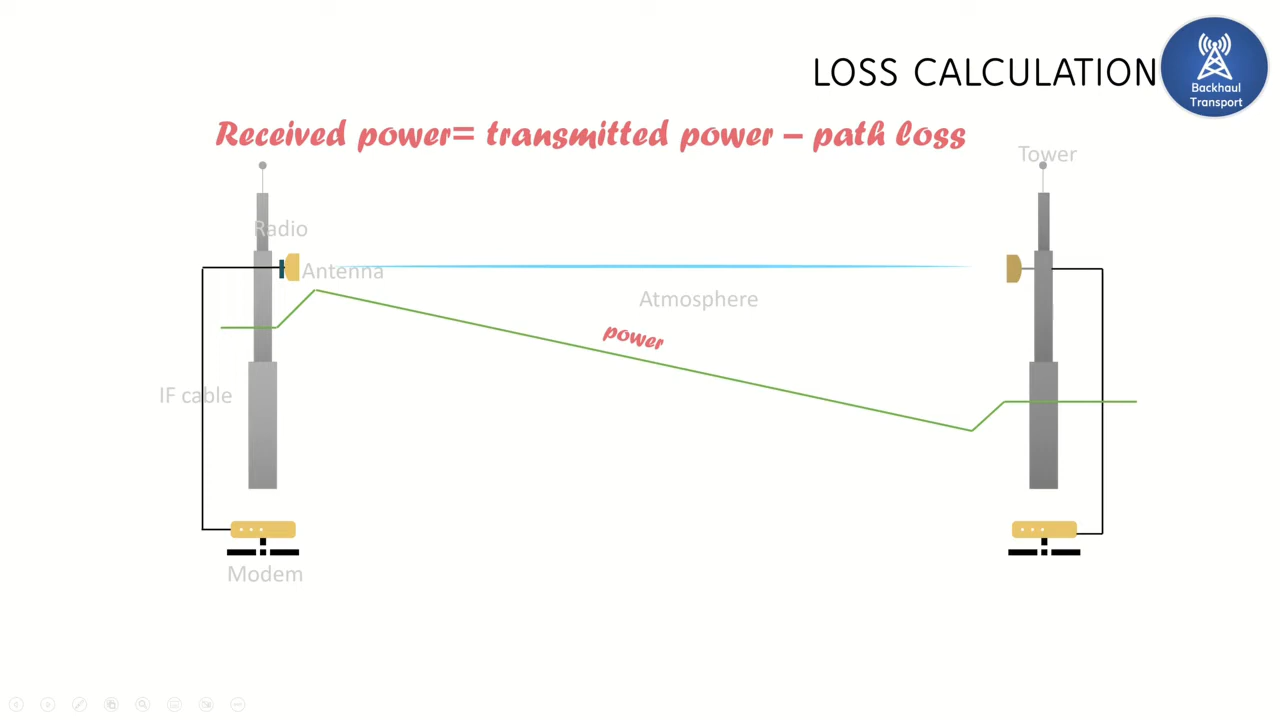 LOSS CALCULATION
Backhaul
Transport
Received power= transmitted power – path loss
Tower
Radio
Antenna
Atmosphere
power
IF cable
Modem